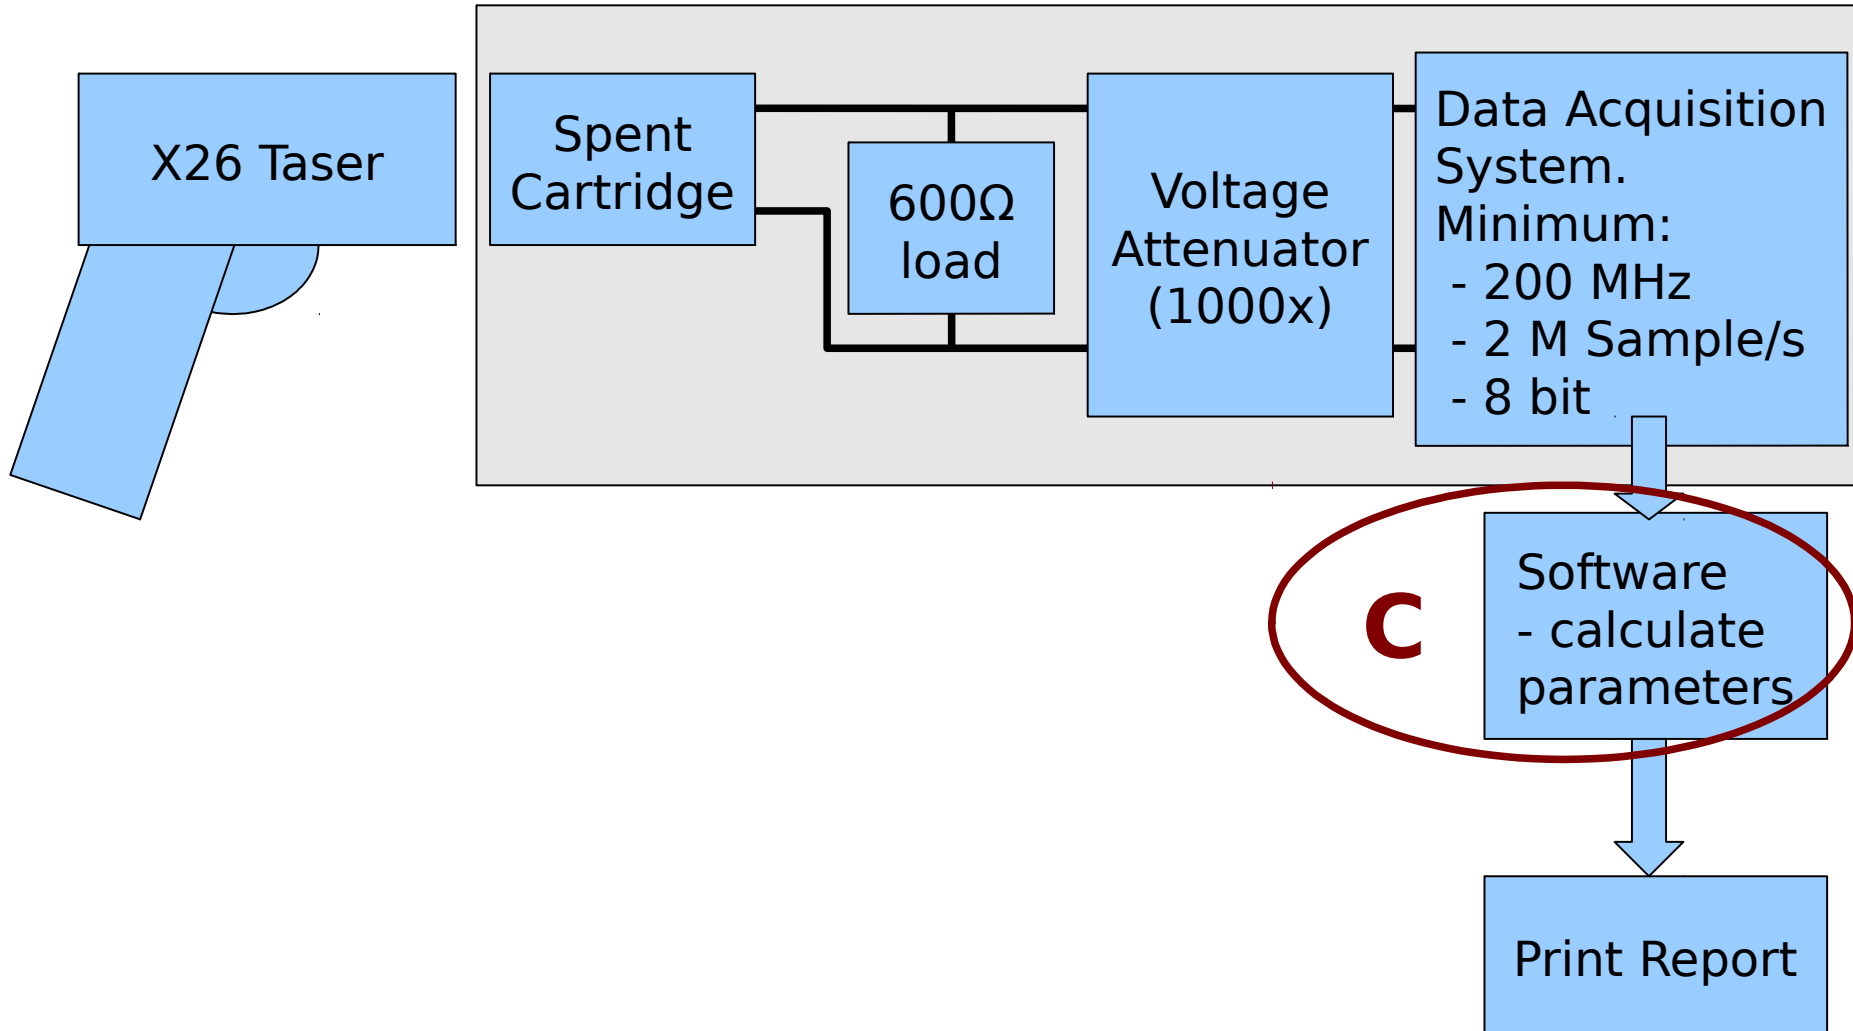 X26 Taser
Spent
Cartridge
600Ω
load
Voltage
Attenuator
(1000x)
Data Acquisition
System.
Minimum:
- 200 MHz
- 2 M Sample/s
- 8 bit
C
Software
- calculate
parameters
Print Report